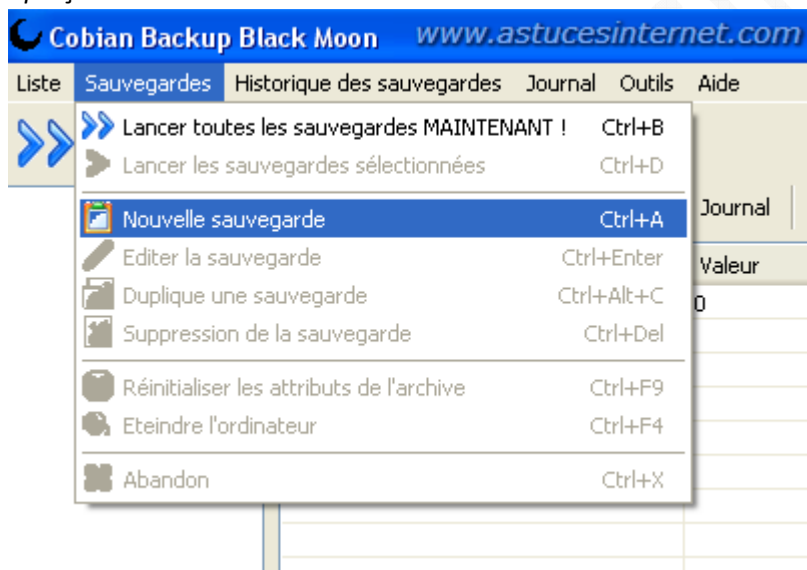 Cobian Backup Black Moon www.astucesinternet.com
Liste Sauvegardes Historique des sauvegardes Journal Outils Aide
Lancer toutes les sauvegardes MAINTENANT ! Ctrl+B
Lancer les sauvegardes sélectionnées Ctrl+D
Journal
Nouvelle sauvegarde Ctrl+A
Editer la sauvegarde Ctrl+Enter
Valeur
Duplique une sauvegarde Ctrl+Alt+C
0
Suppression de la sauvegarde Ctrl+Del
Réinitialiser les attributs de l'archive Ctrl+F9
Eteindre l'ordinateur Ctrl+F4
Abandon Ctrl+X